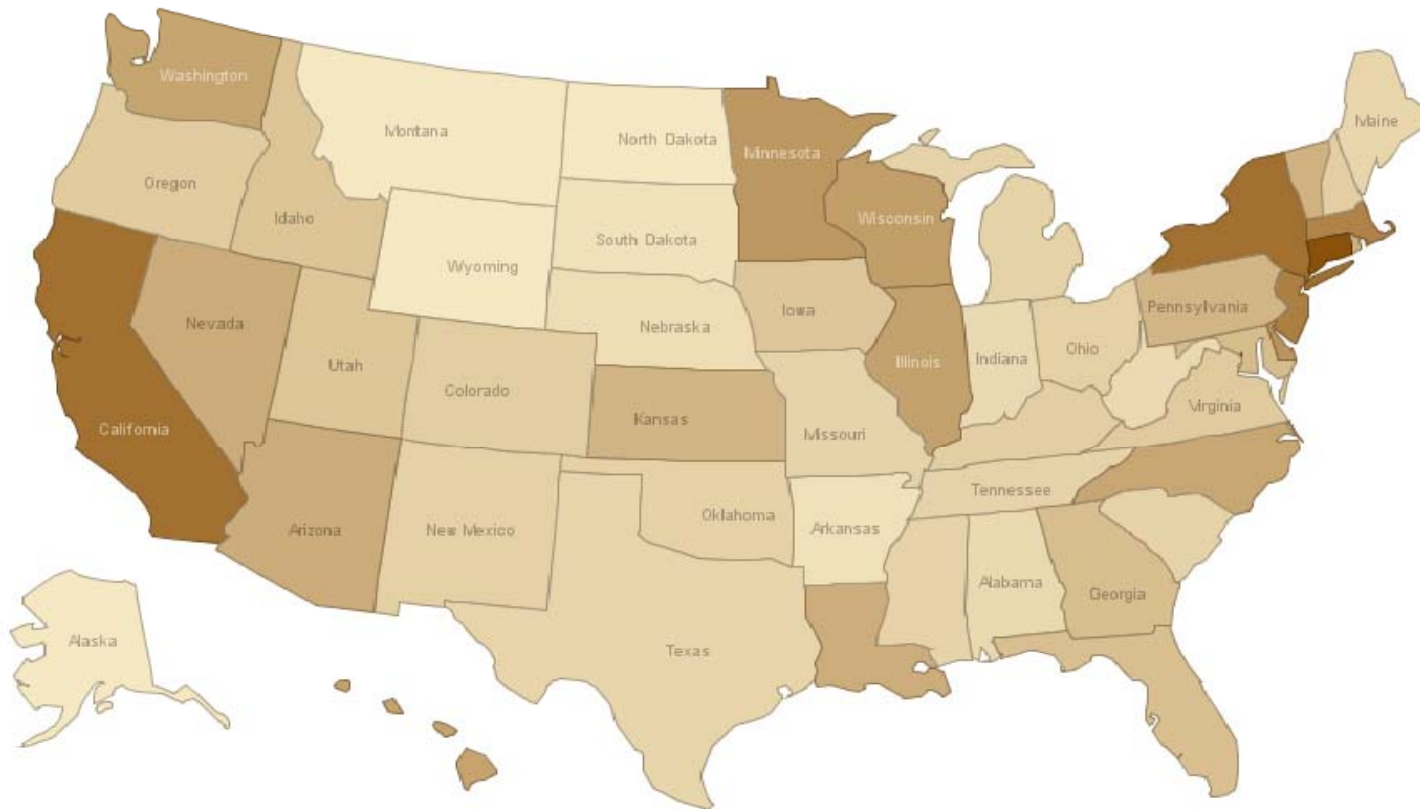 Washington
Montana
North Dakota
Minnesota
Maine
Oregon
Idaho
Wisconsin
South Dakota
Wyoming
Nevada
Nebraska
Iowa
Pennsylvania
Illinois
Indiana
Ohio
Utah
Colorado
California
Kansas
Missouri
Virginia
Tennessee
Arizona
New Mexico
Oklahoma
Arkansas
Alabama
Georgia
Alaska
Texas